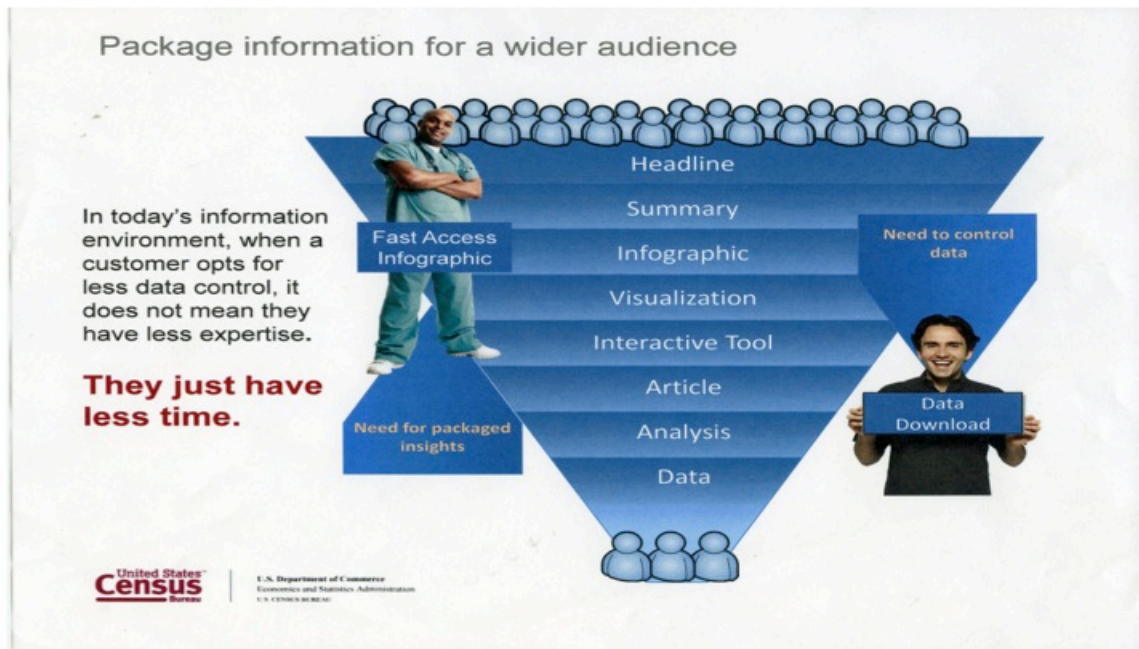 Package information for a wider audience
In today's information
environment, when a
customer opts for
less data control, it
does not mean they
have less expertise.
They just have
less time.
Headline
Summary
Infographic
Visualization
Interactive Tool
Article
Analysis
Data
Fast Access
Infographic
Need for packaged
insights
Need to control
data
Data
Download
United States™
Census
Bureau
U.S. Department of Commerce
Economics and Statistics Administration
U.S. CENSUS BUREAU